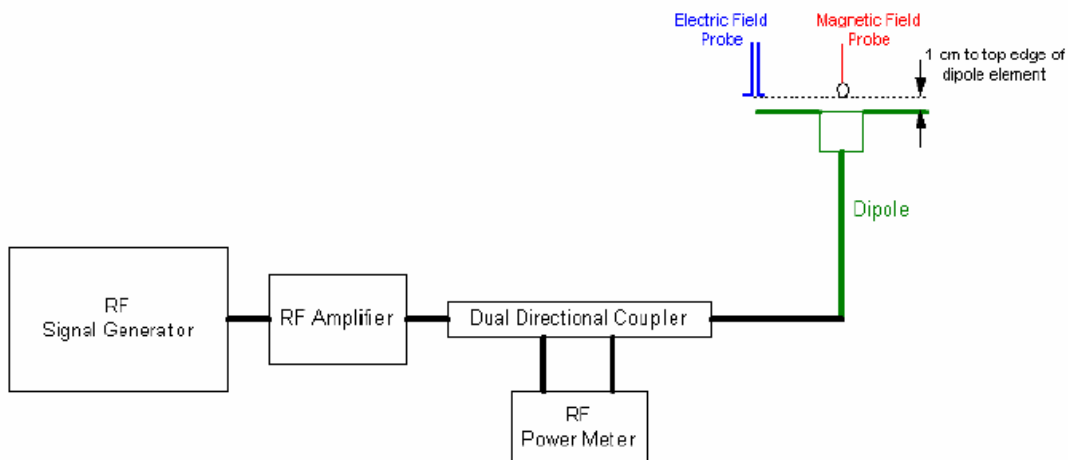 Electric Field
Probe
Magnetic Field
Probe
1 cm to top edge of
dipole element
Dipole
RF
Signal Generator
RF Amplifier
Dual Directional Coupler
RF
Power Meter